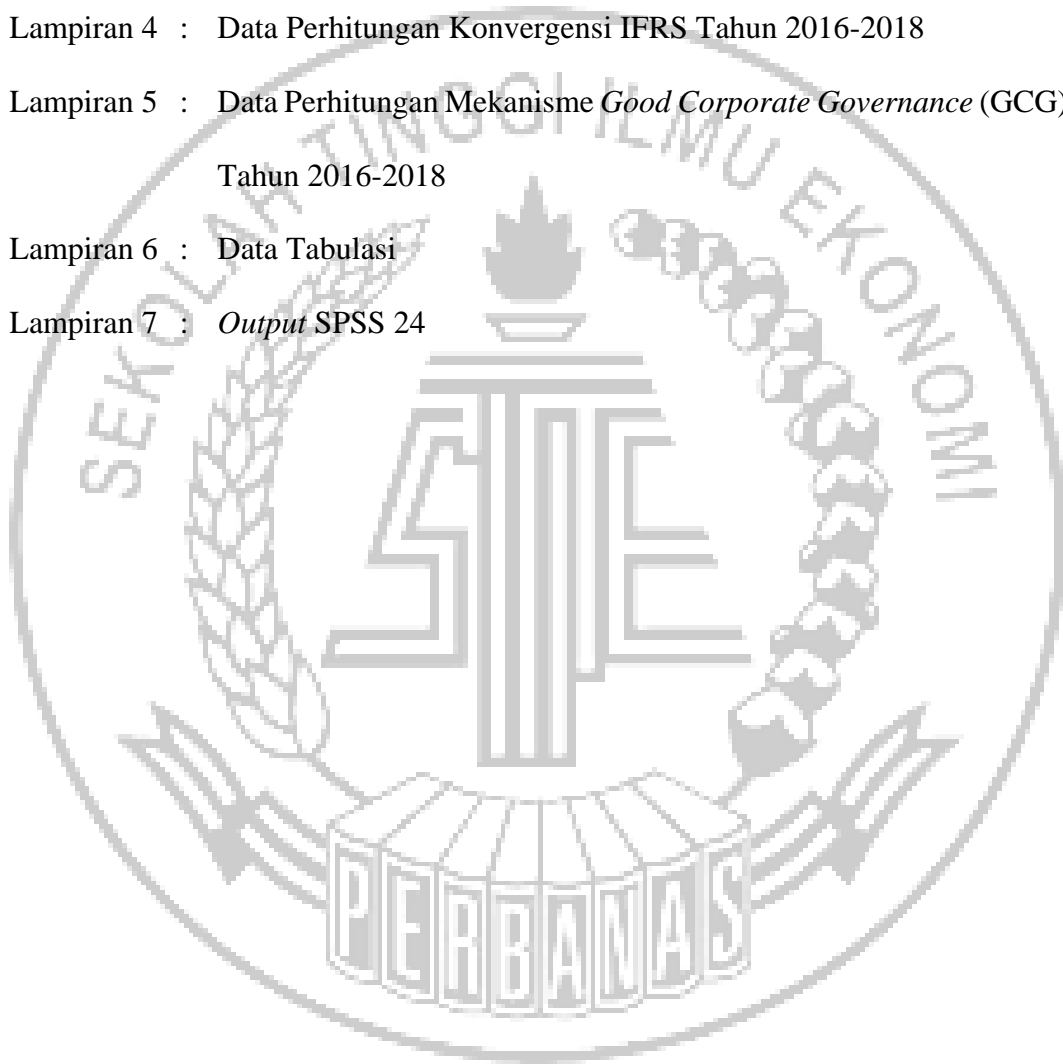 Lampiran 4 : Data Perhitungan Konvergensi IFRS Tahun 2016-2018
Lampiran 5 : Data Perhitungan Mekanisme Good Corporate Governance (GCG)
Tahun 2016-2018
Lampiran 6 : Data Tabulasi
Lampiran 7 : Output SPSS 24
SEKOLAH TINGGI ILMU EKONOMI
STIE
PERBANAS